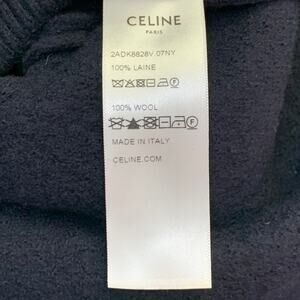 CELINE
PARIS
2ADK8828V.07NY
100% LAINE
100% WOOL
MADE IN ITALY
CELINE.COM